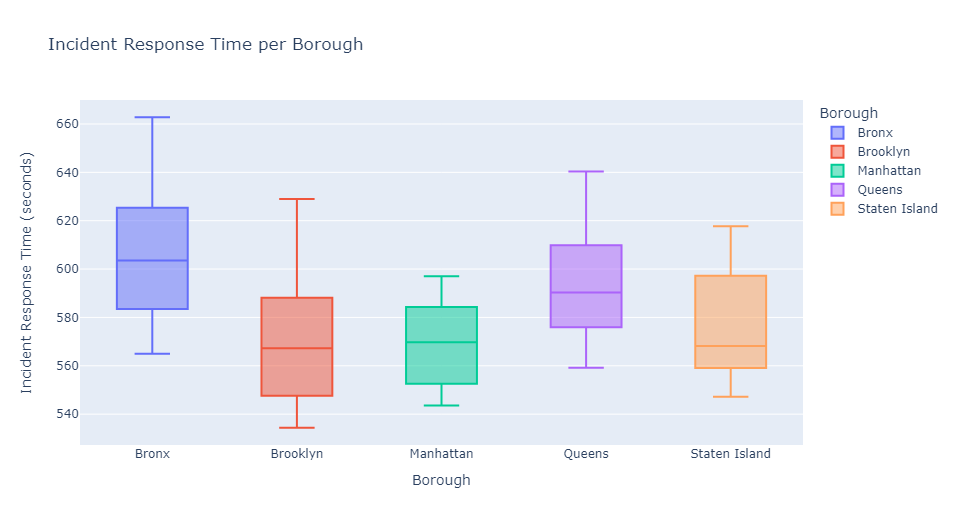 Incident Response Time per Borough
Incident Response Time (seconds)
660
640
620
600
580
560
540
Bronx
Brooklyn
Manhattan
Queens
Staten Island
Borough
Borough
Bronx
Brooklyn
Manhattan
Queens
Staten Island